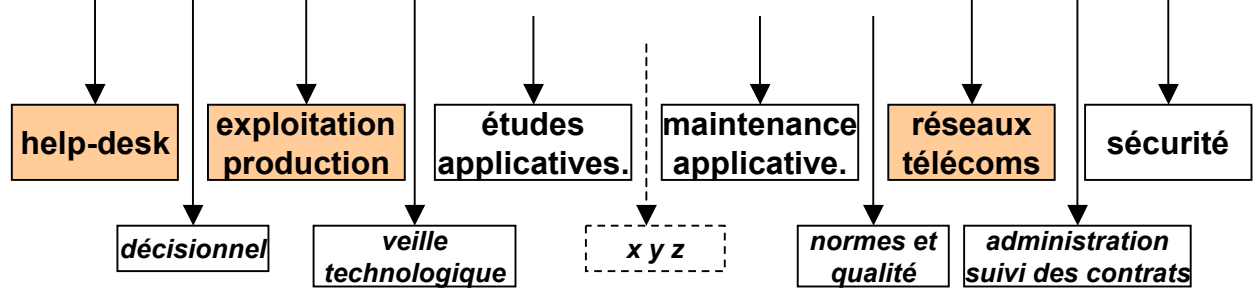 help-desk
exploitation
production
études
applicatives.
maintenance
applicative.
réseaux
télécoms
sécurité
décisionnel
veille
technologique
x y z
normes et
qualité
administration
suivi des contrats